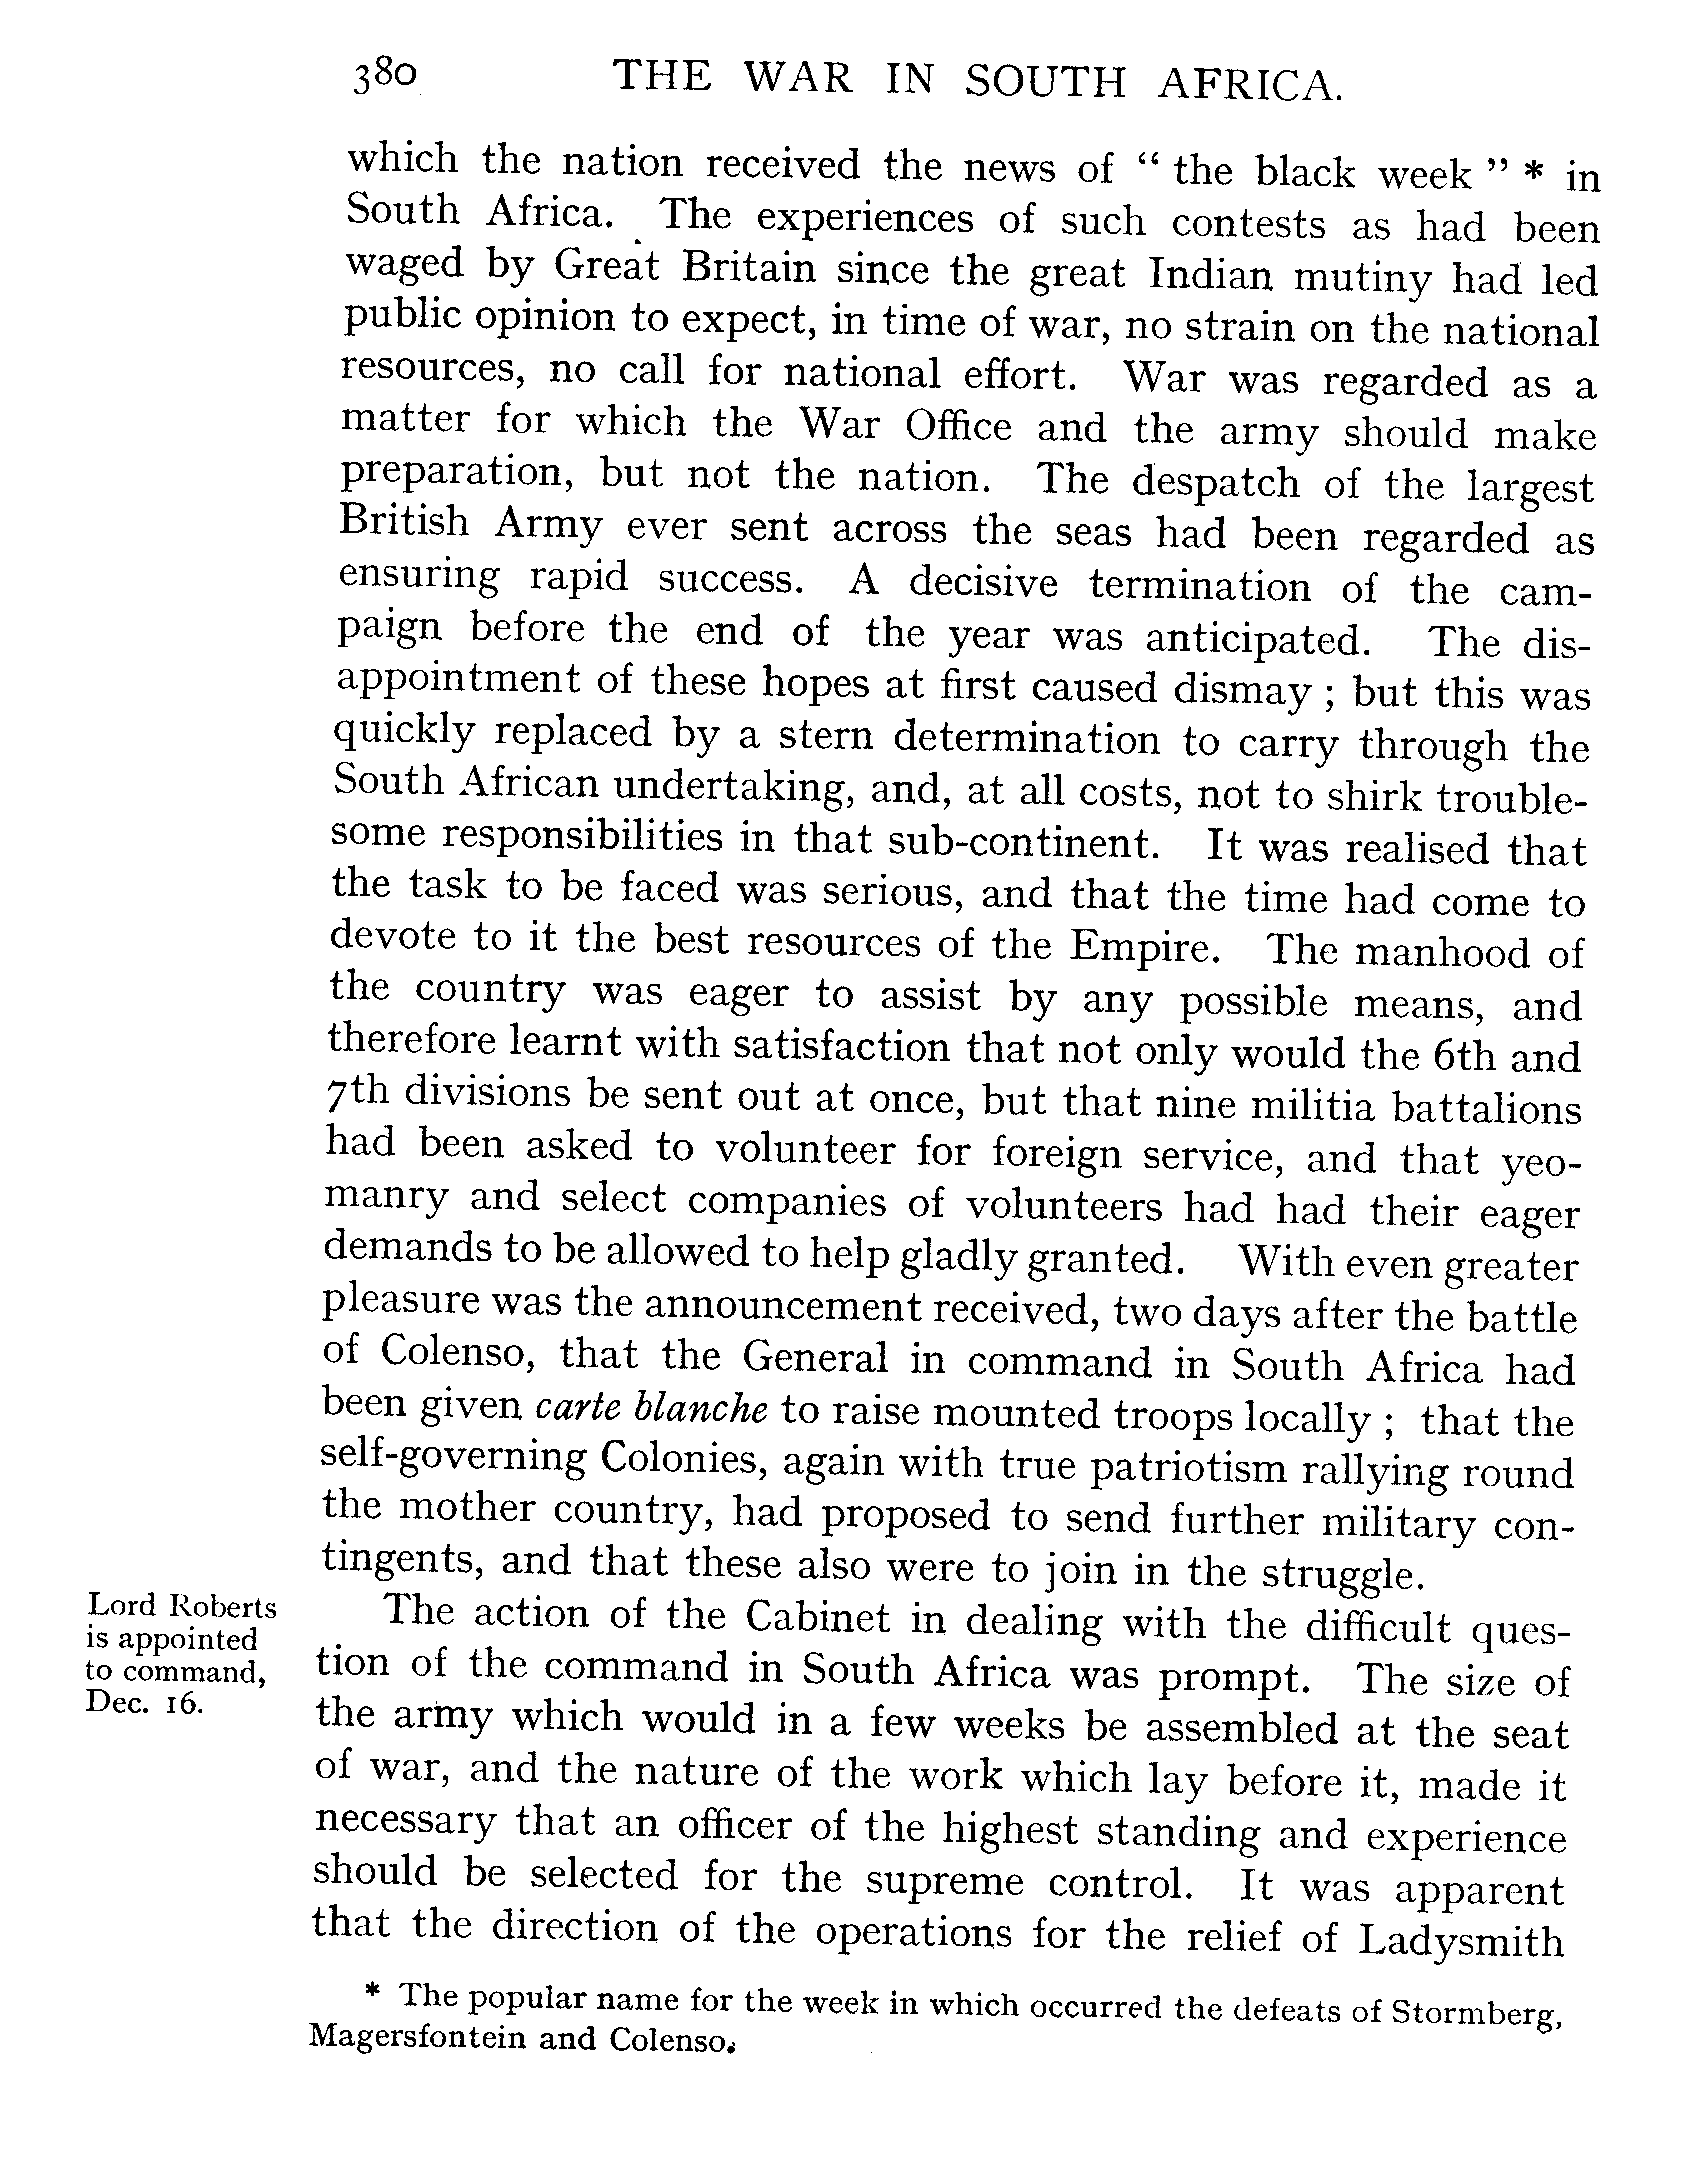 380 THE WAR IN SOUTH AFRICA.
which the nation received the news of “ the black week ” * in
South Africa. The experiences of such contests as had been
waged by Great Britain since the great Indian mutiny had led
public opinion to expect, in time of war, no strain on the national
resources, no call for national effort. War was regarded as a
matter for which the War Office and the army should make
preparation, but not the nation. The despatch of the largest
British Army ever sent across the seas had been regarded as
ensuring rapid success. A decisive termination of the cam-
paign before the end of the year was anticipated. The dis-
appointment of these hopes at first caused dismay ; but this was
quickly replaced by a stern determination to carry through the
South African undertaking, and, at all costs, not to shirk trouble-
some responsibilities in that sub-continent. It was realised that
the task to be faced was serious, and that the time had come to
devote to it the best resources of the Empire. The manhood of
the country was eager to assist by any possible means, and
therefore learnt with satisfaction that not only would the 6th and
7th divisions be sent out at once, but that nine militia battalions
had been asked to volunteer for foreign service, and that yeo-
manry and select companies of volunteers had had their eager
demands to be allowed to help gladly granted. With even greater
pleasure was the announcement received, two days after the battle
of Colenso, that the General in command in South Africa had
been given carte blanche to raise mounted troops locally ; that the
self-governing Colonies, again with true patriotism rallying round
the mother country, had proposed to send further military con-
tingents, and that these also were to join in the struggle.
Lord Roberts
is appointed
to command,
Dec. 16.
The action of the Cabinet in dealing with the difficult ques-
tion of the command in South Africa was prompt. The size of
the army which would in a few weeks be assembled at the seat
of war, and the nature of the work which lay before it, made it
necessary that an officer of the highest standing and experience
should be selected for the supreme control. It was apparent
that the direction of the operations for the relief of Ladysmith
* The popular name for the week in which occurred the defeats of Stormberg,
Magersfontein and Colenso.